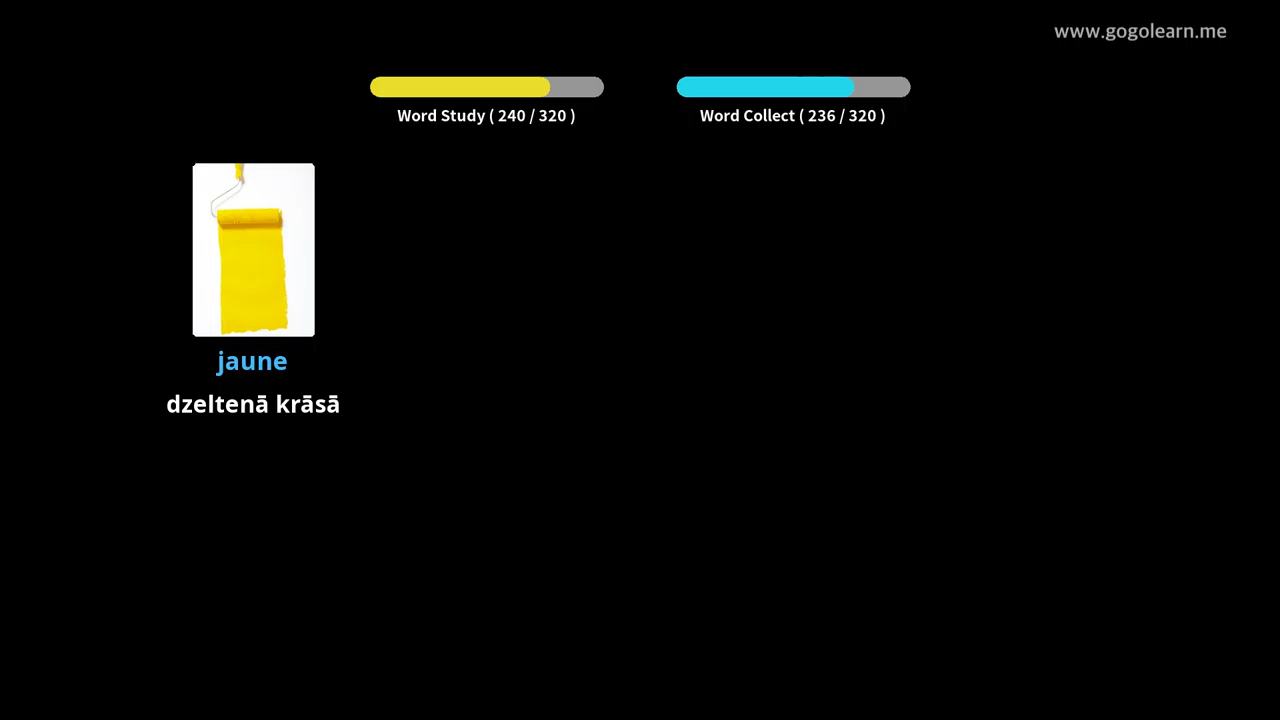 www.gogolearn.me
Word Study ( 240 / 320 )
Word Collect ( 236 / 320 )
jaune
dzeltenā krāsā